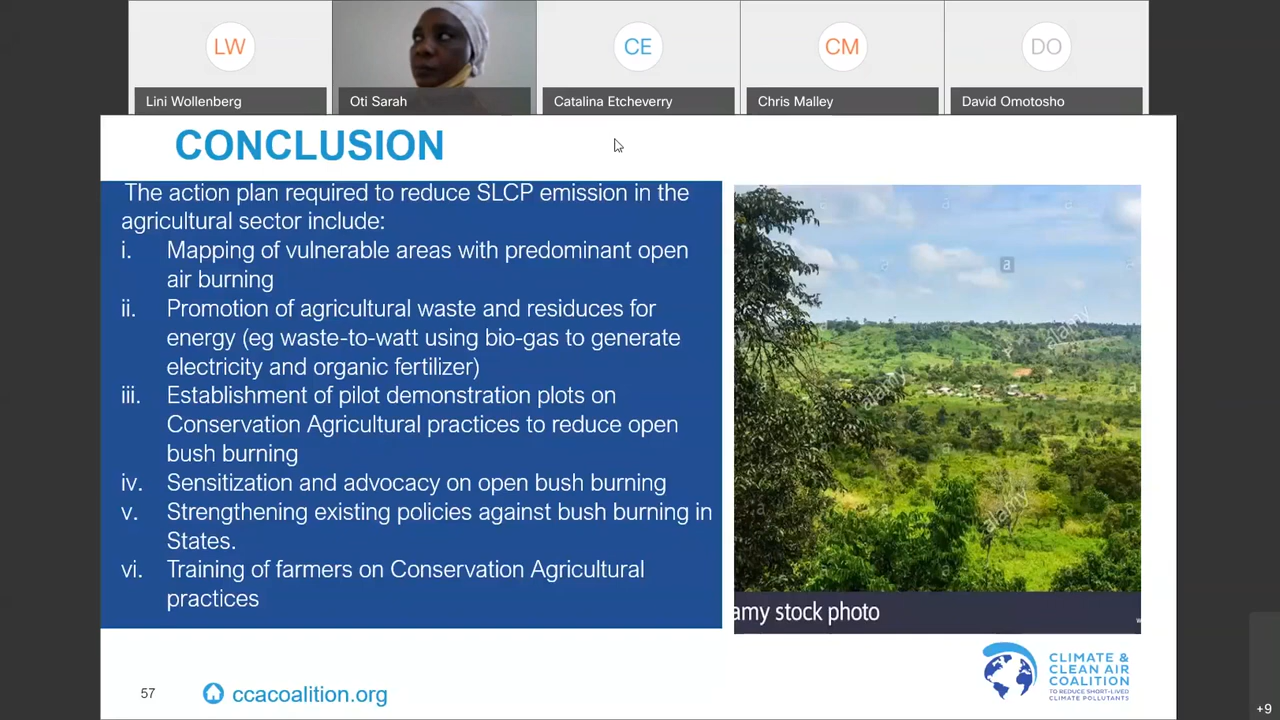 LW
CE
CM
DO
Lini Wollenberg
Oti Sarah
Catalina Etcheverry
Chris Malley
David Omotosho
CONCLUSION
The action plan required to reduce SLCP emission in the
agricultural sector include:
i. Mapping of vulnerable areas with predominant open
air burning
ii. Promotion of agricultural waste and residuces for
energy (eg waste-to-watt using bio-gas to generate
electricity and organic fertilizer)
iii. Establishment of pilot demonstration plots on
Conservation Agricultural practices to reduce open
bush burning
iv. Sensitization and advocacy on open bush burning
v. Strengthening existing policies against bush burning in
States.
vi. Training of farmers on Conservation Agricultural
practices
a
alamy
alamy
alamy
amy stock photo
57
ccacoalition.org
CLIMATE &
CLEAN AIR
COALITION
TO REDUCE SHORT-LIVED
CLIMATE POLLUTANTS
+9